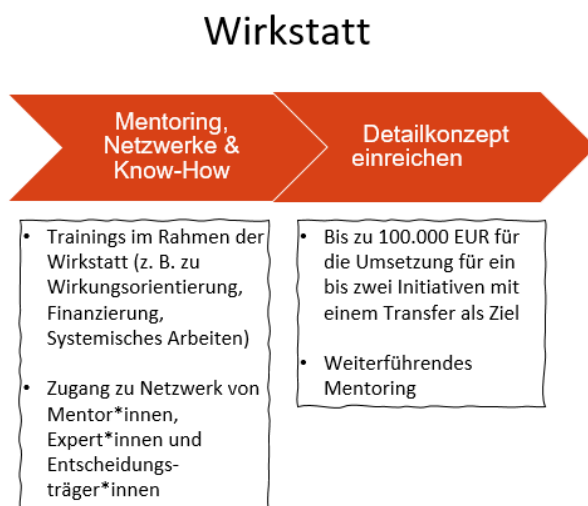 Wirkstatt
Mentoring,
Netzwerke &
Know-How
Detailkonzept
einreichen
• Trainings im Rahmen der
Wirkstatt (z. B. zu
Wirkungsorientierung,
Finanzierung,
Systemisches Arbeiten)
• Zugang zu Netzwerk von
Mentor*innen,
Expert*innen und
Entscheidungs-
träger*innen
• Bis zu 100.000 EUR für
die Umsetzung für ein
bis zwei Initiativen mit
einem Transfer als Ziel
• Weiterführendes
Mentoring